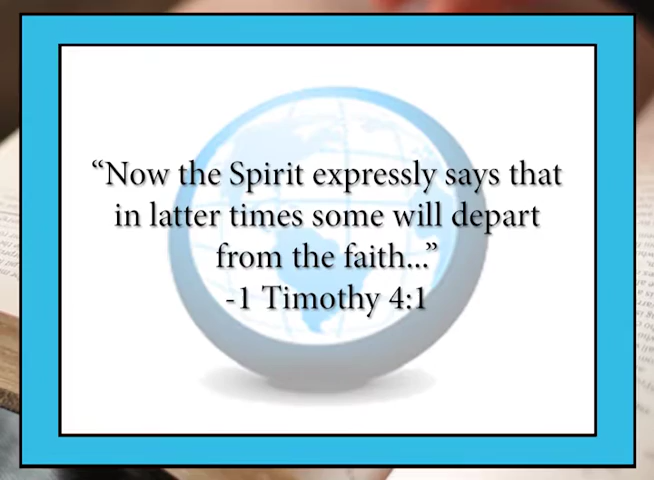 “Now the Spirit expressly says that
in latter times some will depart
from the faith...”
-1 Timothy 4:1